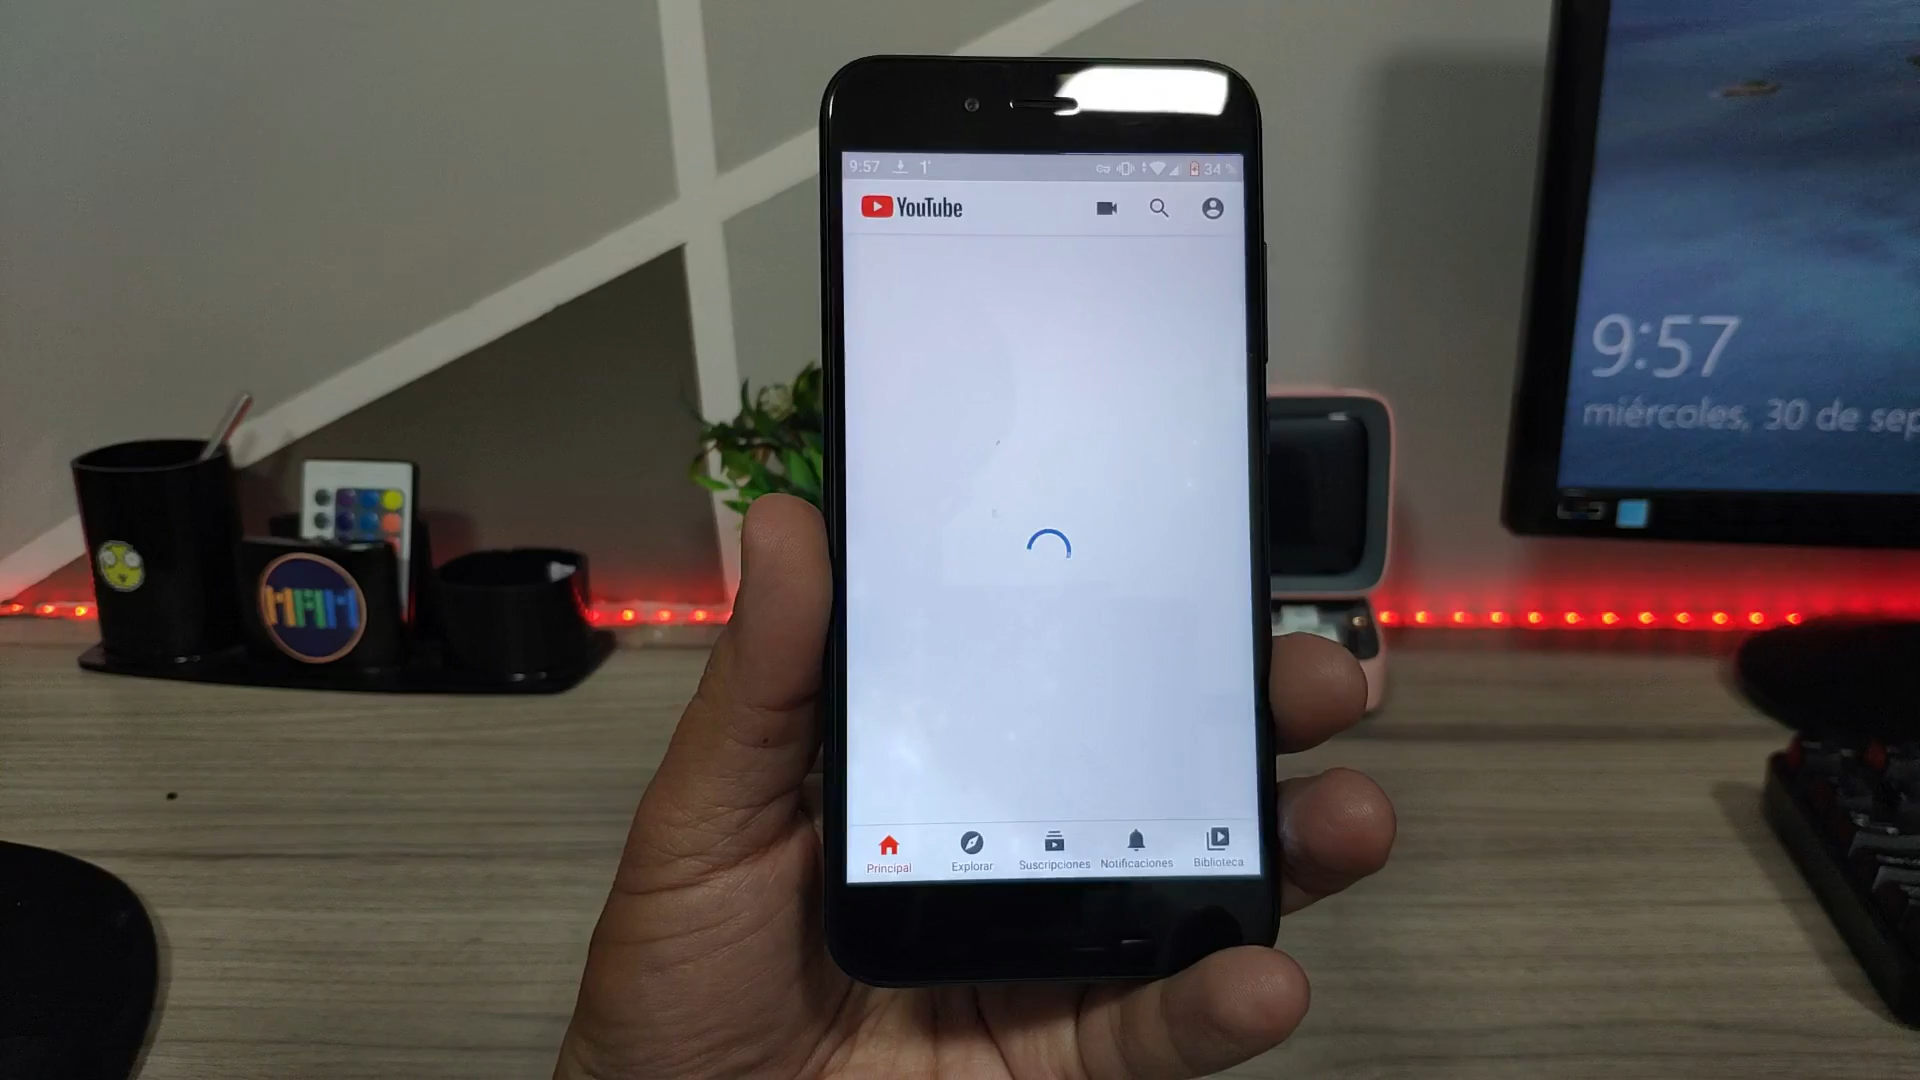 9:57
34 %
YouTube
Principal
Explorar
Suscripciones
Notificaciones
Biblioteca
9:57
miércoles, 30 de sep